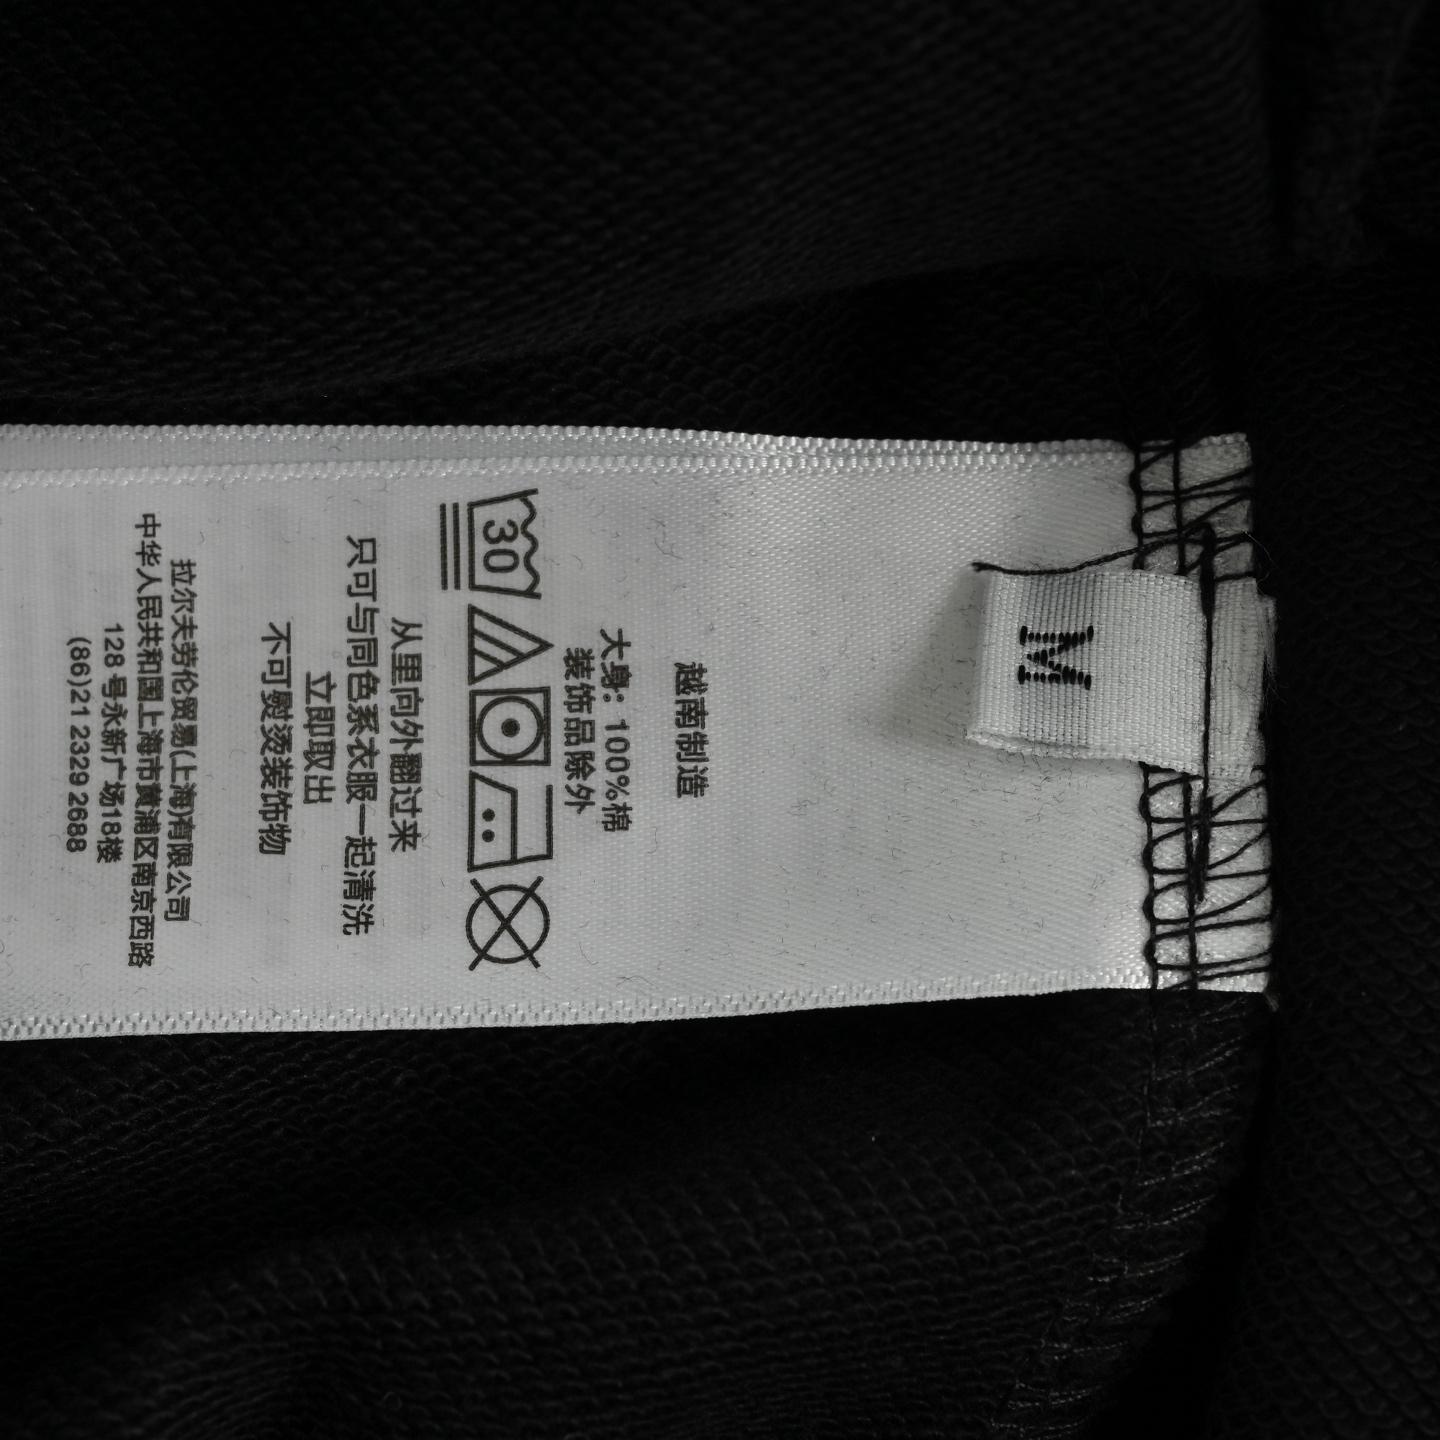 M
越南制造
大身: 100%棉
装饰品除外
30
从里向外翻过来
只可与同色系衣服一起清洗
立即取出
不可熨烫装饰物
拉尔夫劳伦贸易(上海)有限公司
中华人民共和国上海市黄浦区南京西路
128 号永新广场18楼
(86)21 2329 2688